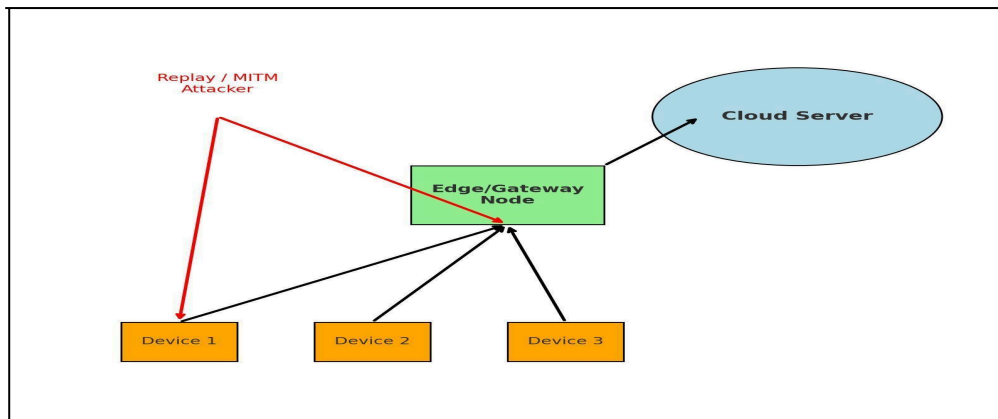 Replay / MITM
Attacker
Cloud Server
Edge/Gateway
Node
Device 1
Device 2
Device 3